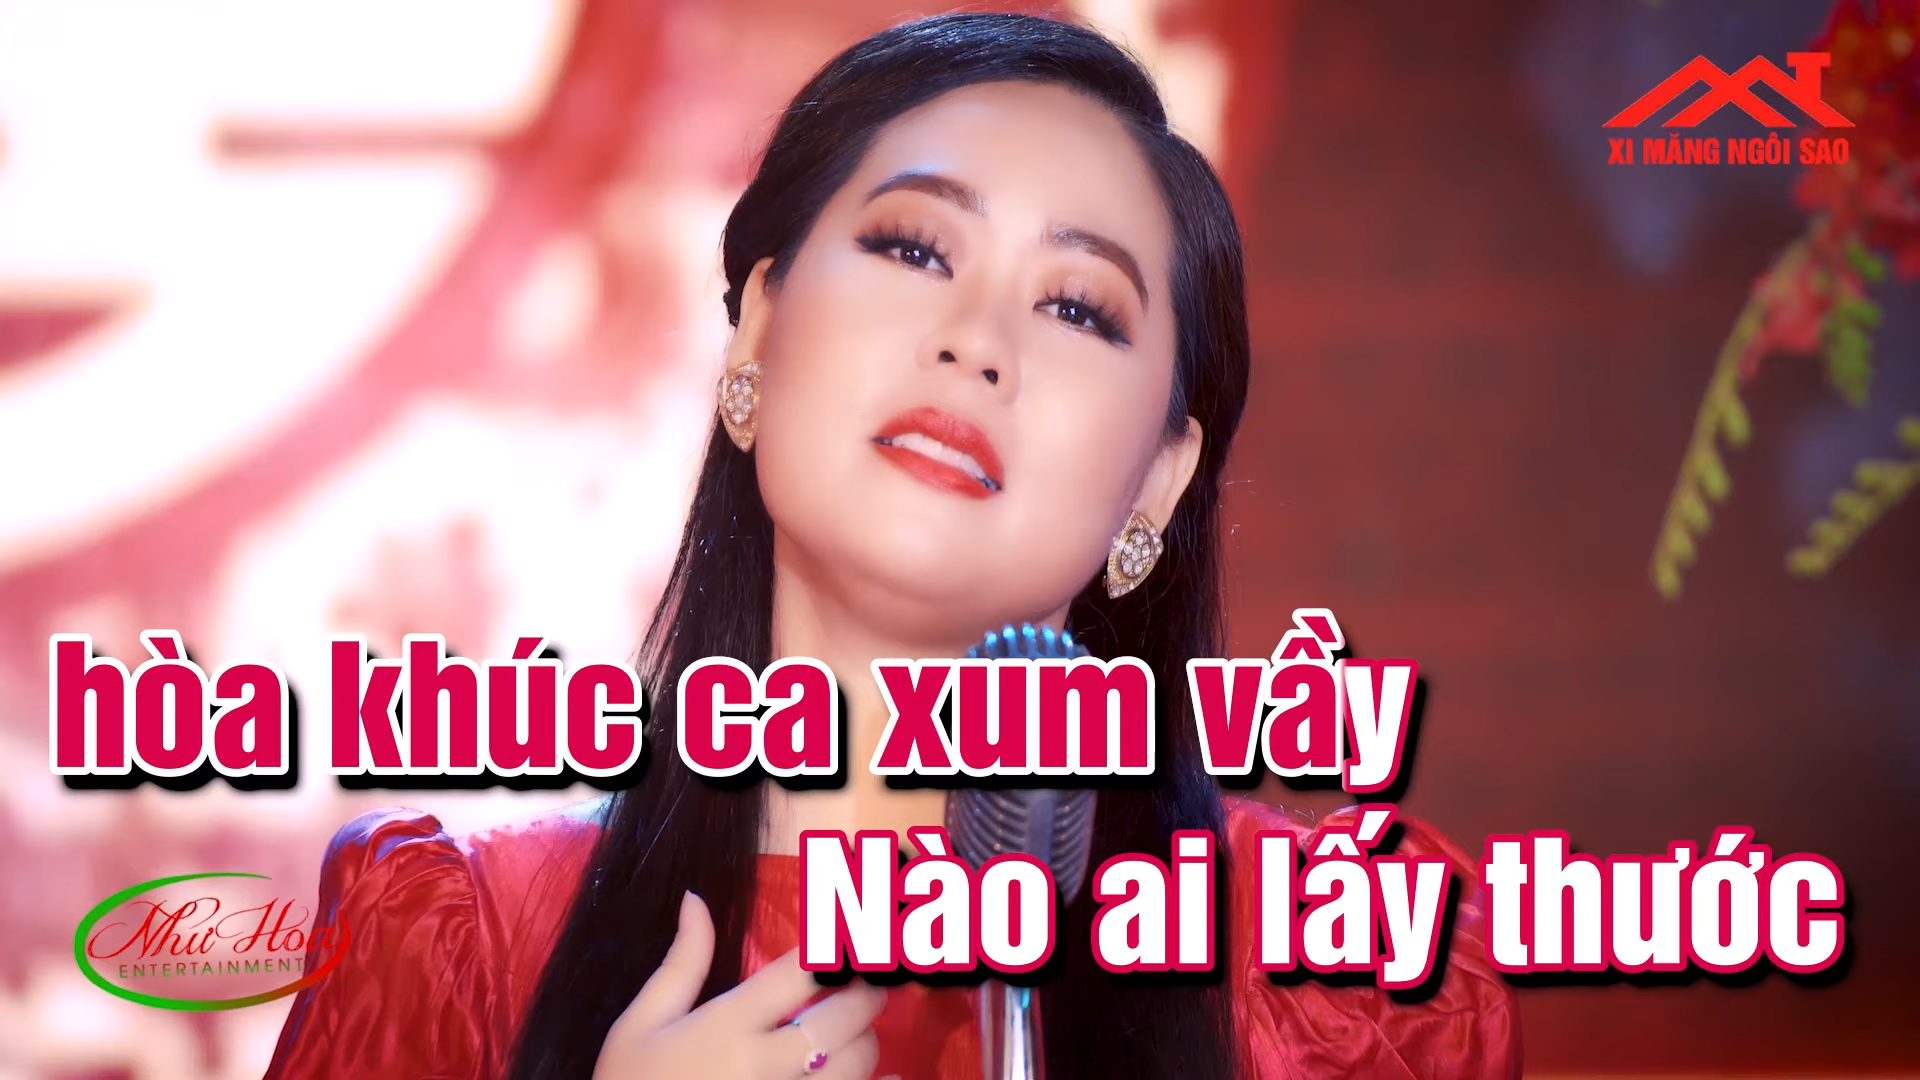 XI MĂNG NGÔI SAO
hòa khúc ca xum vầy
Nào ai lấy thước
Như Hoa
ENTERTAINMENT